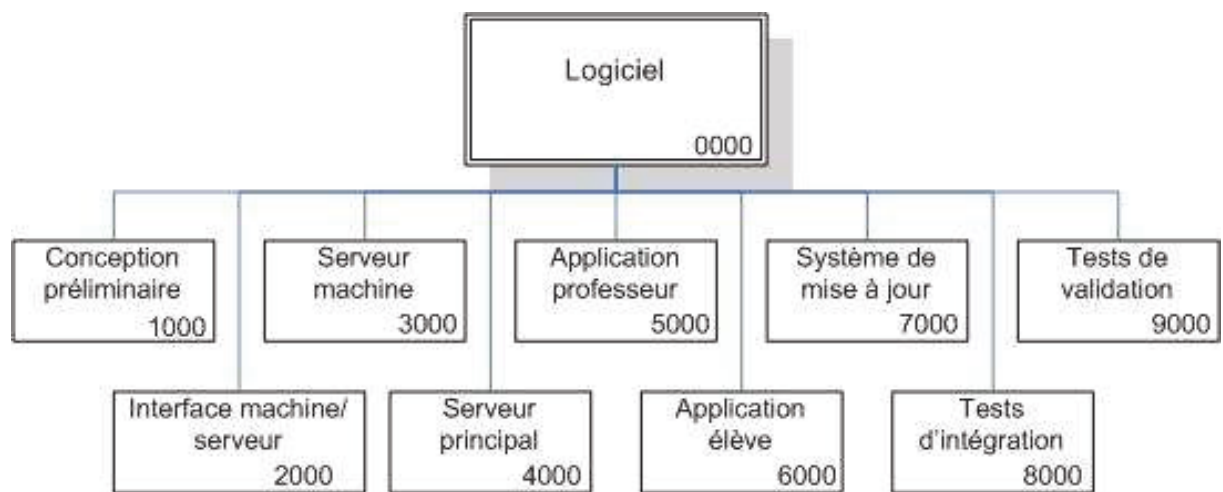 Logiciel
0000
Conception
préliminaire
1000
Serveur
machine
3000
Application
professeur
5000
Système de
mise à jour
7000
Tests de
validation
9000
Interface machine/
serveur
2000
Serveur
principal
4000
Application
élève
6000
Tests
d'intégration
8000